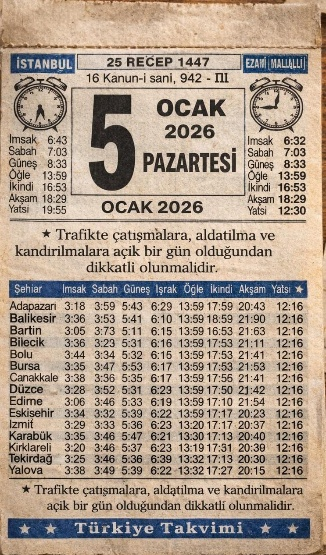 İSTANBUL 25 RECEP 1447 EZANİ MALLALLI
16 Kanun-i sani, 942 - III
5 OCAK
2026
PAZARTESİ
OCAK 2026
İmsak 6:43
Sabah 7:03
Güneş 8:33
Öğle 13:59
İkindi 16:53
Akşam 18:29
Yatsi 19:55
İmsak 6:32
Sabah 7:03
Güneş 8:33
Öğle 13:59
İkindi 16:53
Akşam 18:29
Yatsi 12:30
★ Trafikte çatışmalara, aldatılma ve
kandırılmalara açik bir gün olduğundan
dikkatli olunmalidir.
Şehiar İmsak Sabah Güneş Işrak Öğle İkindi Akşam Yatsı ★
Adapazari 3:18 3:59 5:43 6:29 13:59 17:59 20:43 12:16
Balikesir 3:36 3:53 5:41 6:10 13:59 18:59 21:90 12:16
Bartin 3:05 3:73 5:11 6:15 13:59 16:53 21:63 12:16
Bilecik 3:36 3:23 5:31 6:16 13:59 17:53 21:11 12:16
Bolu 3:44 3:34 5:32 6:15 13:59 17:53 21:41 12:16
Bursa 3:35 3:47 5:53 6:17 13:59 17:53 21:53 12:16
Canakkale 3:38 3:36 5:35 6:17 13:59 17:56 21:41 12:16
Düzce 3:28 3:52 5:31 6:23 13:59 17:50 21:42 12:16
Edirne 3:06 3:46 5:33 6:19 13:59 17:10 21:54 12:16
Eskişehir 3:34 3:32 5:39 6:22 13:59 17:17 20:23 12:16
Izmit 3:29 3:33 5:36 6:23 13:20 17:17 20:37 12:16
Karabük 3:35 3:46 5:47 6:21 13:30 17:13 20:40 12:16
Kirklareli 3:20 3:46 5:37 6:23 13:19 17:31 20:39 12:16
Tekirdağ 3:25 3:46 5:36 6:39 13:32 17:13 20:30 12:16
Yalova 3:38 3:49 5:39 6:22 13:32 17:27 20:15 12:16
★ Trafikte çatışmalara, aldatılma ve kandirilmalara
açik bir gün olduğundan dikkatli olunmalidir.
★ ★ Türkiye Takvimi ★ ★